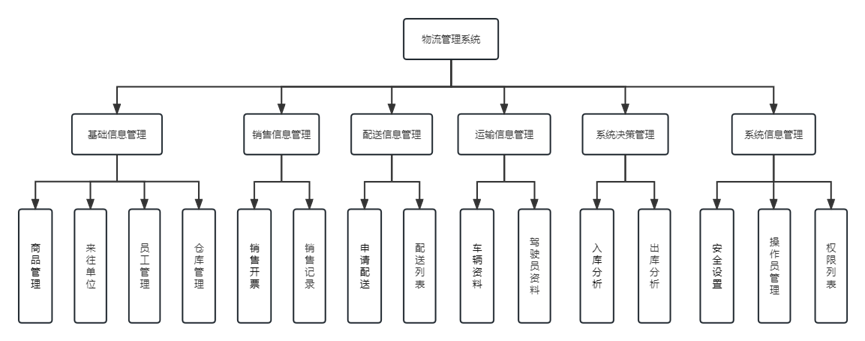 物流管理系统
基础信息管理
销售信息管理
配送信息管理
运输信息管理
系统决策管理
系统信息管理
商品管理
来往单位
员工管理
仓库管理
销售开票
销售记录
申请配送
配送列表
车辆资料
驾驶员资料
入库分析
出库分析
安全设置
操作员管理
权限列表